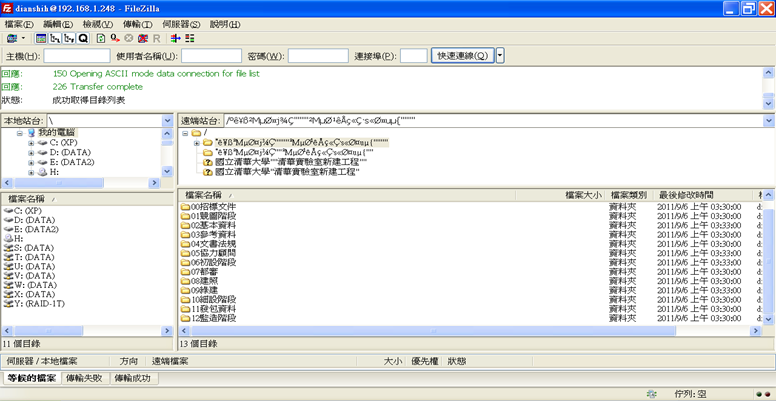 dianshih@192.168.1.248 - FileZilla
檔案(F) 編輯(E) 檢視(V) 傳輸(T) 伺服器(S) 說明(H)
主機(H): 使用者名稱(U): 密碼(W): 連接埠(P): 快速連線(Q)
回應: 150 Opening ASCII mode data connection for file list
回應: 226 Transfer complete
狀態: 成功取得目錄列表
本地站台: \
我的電腦
C: (XP)
D: (DATA)
E: (DATA2)
H:
遠端站台:
/
國立清華大學""清華實驗室新建工程""
國立清華大學"清華實驗室新建工程"
檔案名稱 /
C: (XP)
D: (DATA)
E: (DATA2)
H:
S: (DATA)
T: (DATA)
U: (DATA)
V: (DATA)
W: (DATA)
X: (DATA)
Y: (RAID-1T)
11 個目錄
檔案名稱 / 檔案大小 檔案類別 最後修改時間
00招標文件 資料夾 2011/9/6 上午 03:30:00
01競圖階段 資料夾 2011/9/6 上午 03:30:00
02基本資料 資料夾 2011/9/6 上午 03:30:00
03參考資料 資料夾 2011/9/6 上午 03:30:00
04文書法規 資料夾 2011/9/6 上午 03:30:00
05協力顧問 資料夾 2011/9/6 上午 03:33:00
06初設階段 資料夾 2011/9/6 上午 03:33:00
07都審 資料夾 2011/9/6 上午 03:30:00
08建照 資料夾 2011/9/6 上午 03:30:00
09綠建 資料夾 2011/9/6 上午 03:30:00
10細設階段 資料夾 2011/9/6 上午 03:30:00
11發包資料 資料夾 2011/9/6 上午 03:30:00
12監造階段 資料夾 2011/9/6 上午 03:30:00
13 個目錄
伺服器 / 本地檔案 方向 遠端檔案 大小 優先權 狀態
等候的檔案 傳輸失敗 傳輸成功
佇列: 空